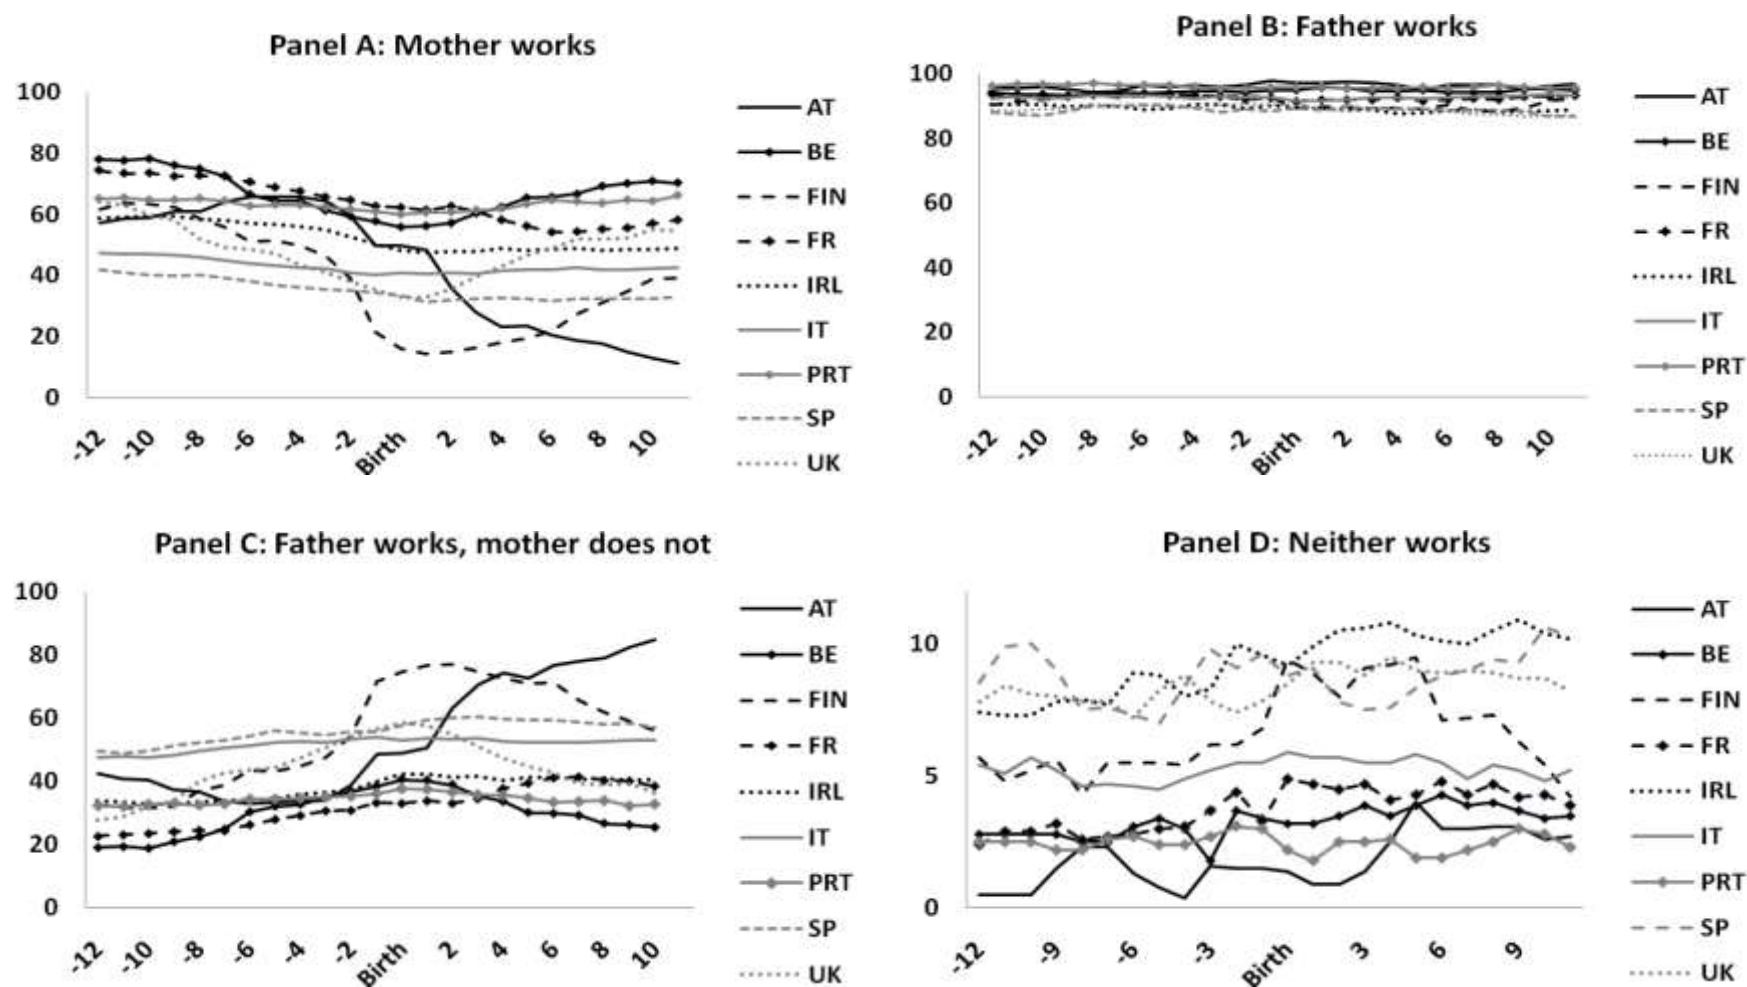 Panel A: Mother works
100
80
60
40
20
0
-12 -10 -8 -6 -4 -2 Birth 2 4 6 8 10
AT
BE
FIN
FR
IRL
IT
PRT
SP
UK
Panel B: Father works
100
80
60
40
20
0
-12 -10 -8 -6 -4 -2 Birth 2 4 6 8 10
AT
BE
FIN
FR
IRL
IT
PRT
SP
UK
Panel C: Father works, mother does not
100
80
60
40
20
0
-12 -10 -8 -6 -4 -2 Birth 2 4 6 8 10
AT
BE
FIN
FR
IRL
IT
PRT
SP
UK
Panel D: Neither works
10
5
0
-12 -9 -6 -3 Birth 3 6 9
AT
BE
FIN
FR
IRL
IT
PRT
SP
UK